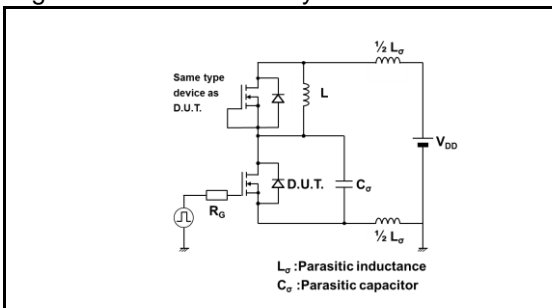 ½ Lσ
Same type
device as
D.U.T.
L
VDD
D.U.T.
Cσ
RG
½ Lσ
Lσ :Parasitic inductance
Cσ :Parasitic capacitor